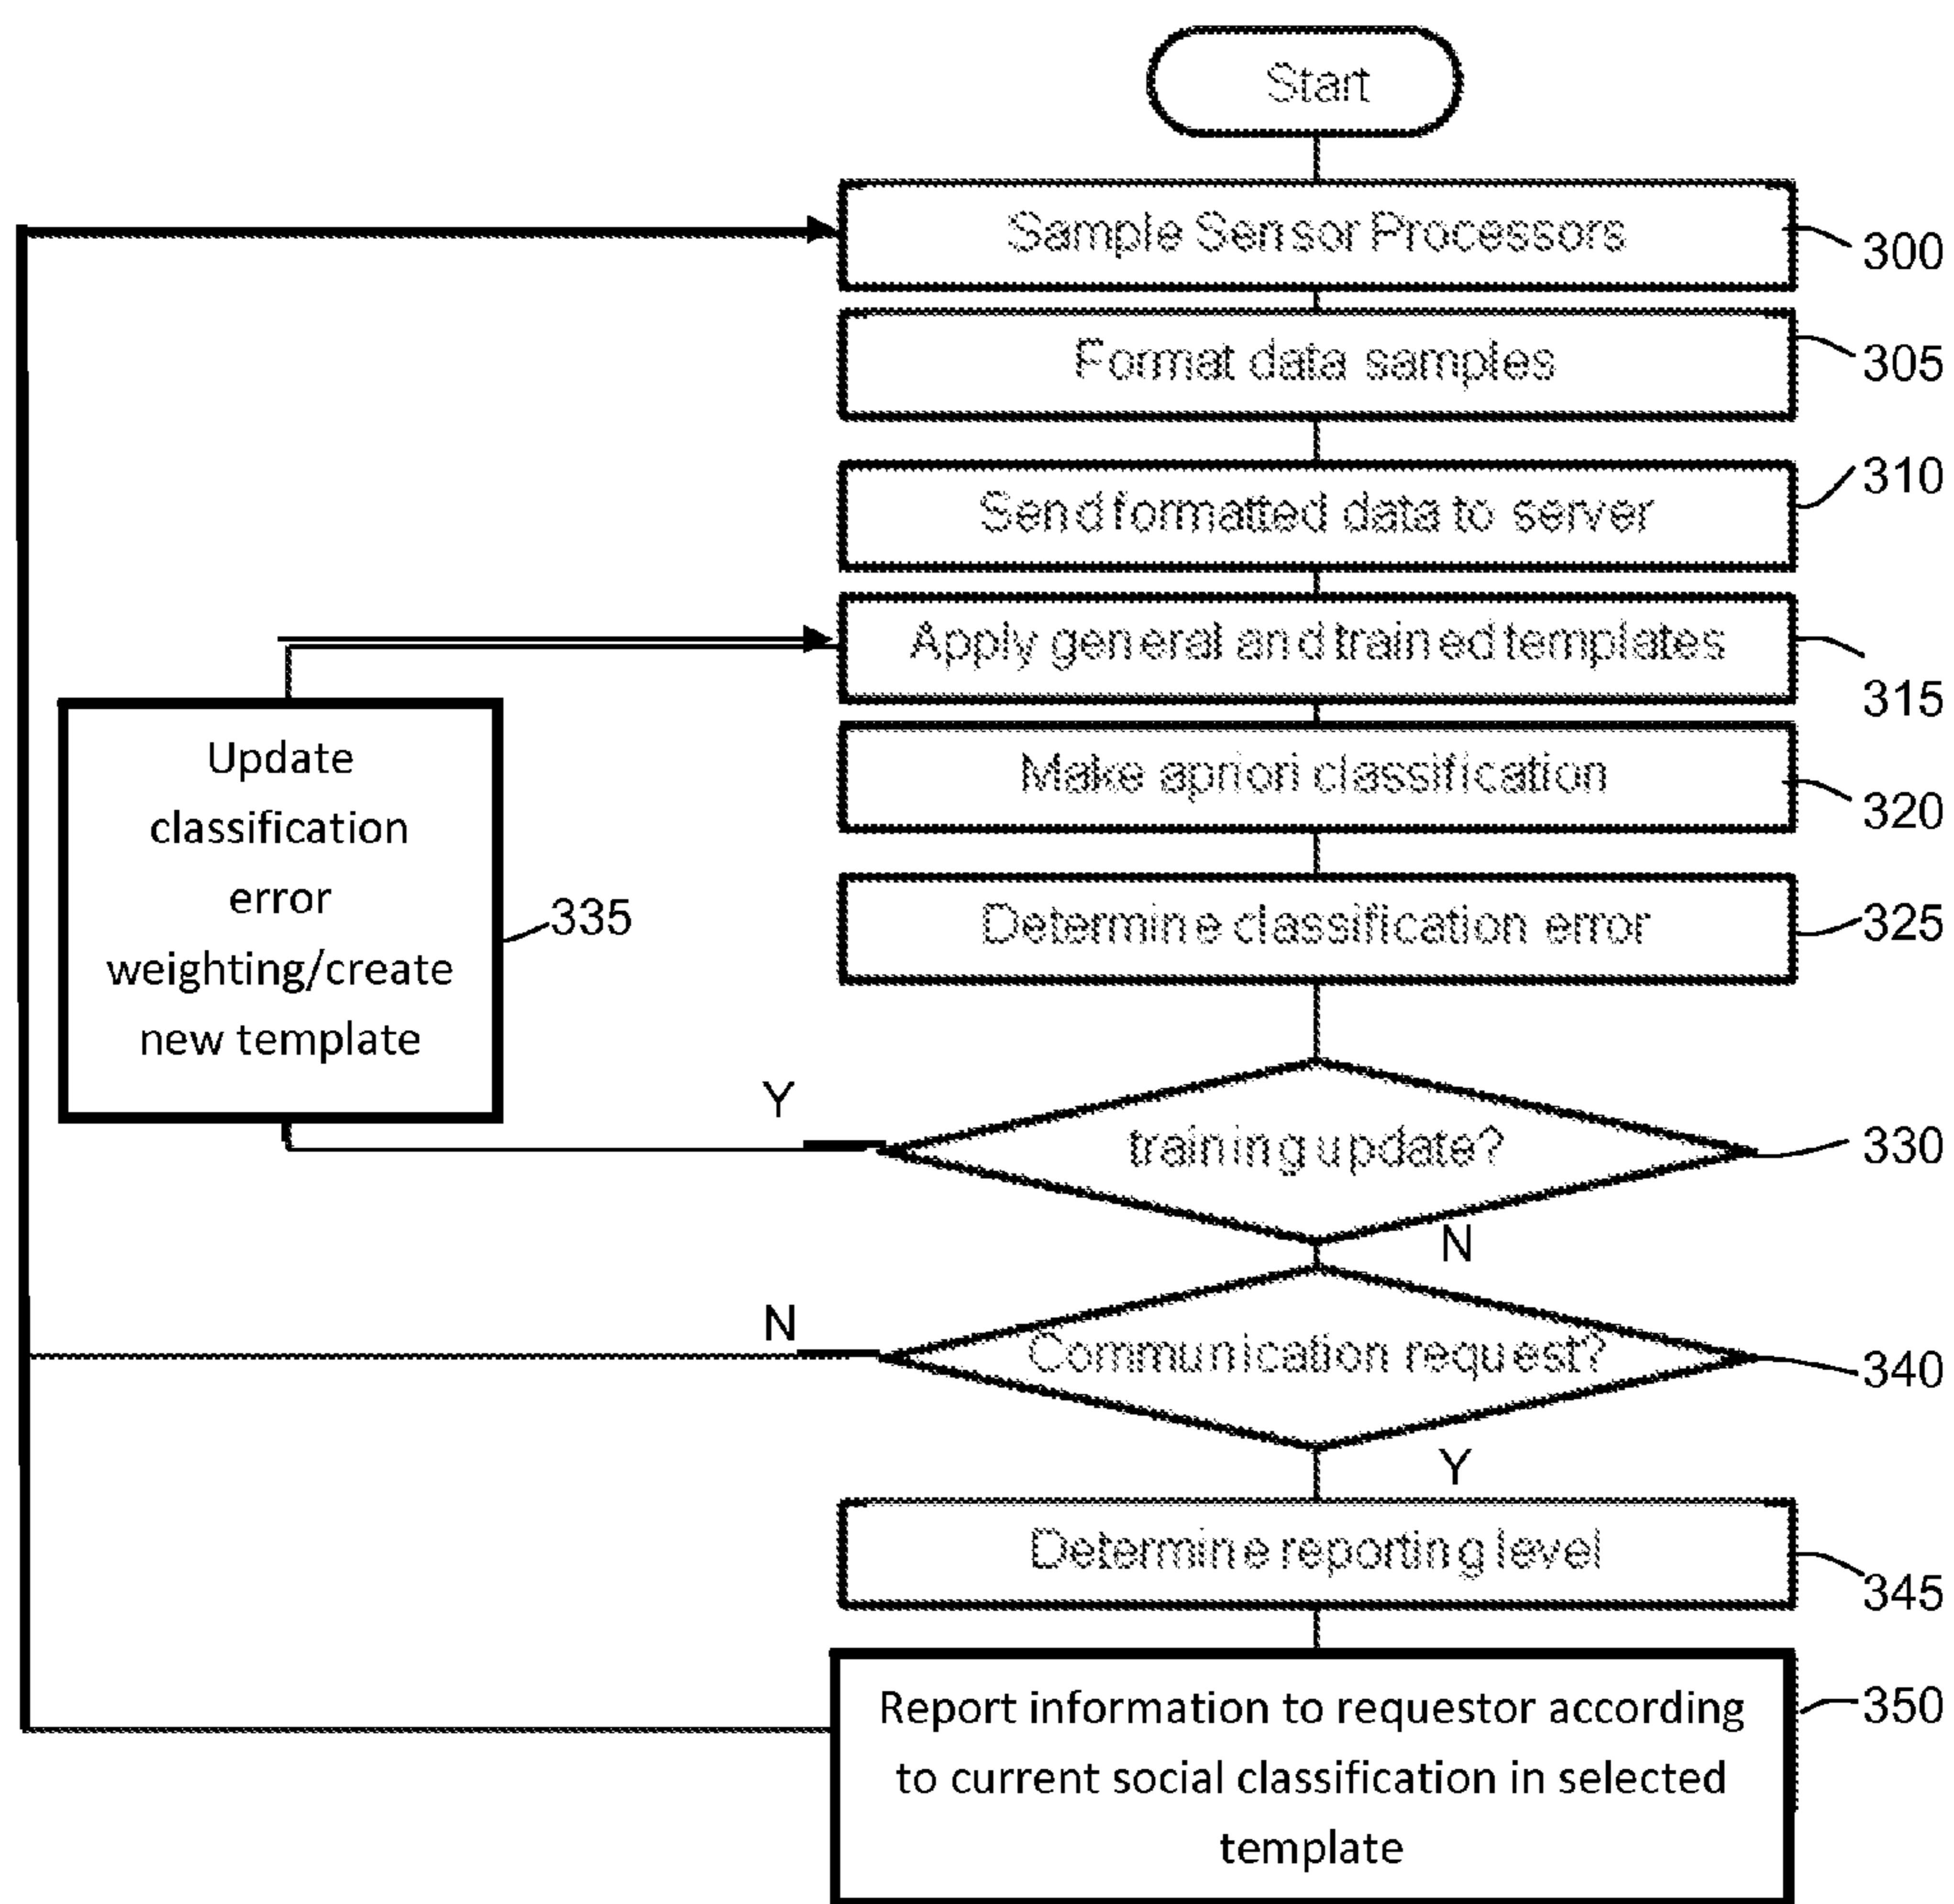 Start
Sample Sensor Processors
300
Format data samples
305
Send formatted data to server
310
Apply general and trained templates
315
Make apriori classification
320
Update
classification
error
weighting/create
new template
335
Determine classification error
325
Y
training update?
330
N
N
Communication request?
340
Y
Determine reporting level
345
Report information to requestor according
to current social classification in selected
template
350